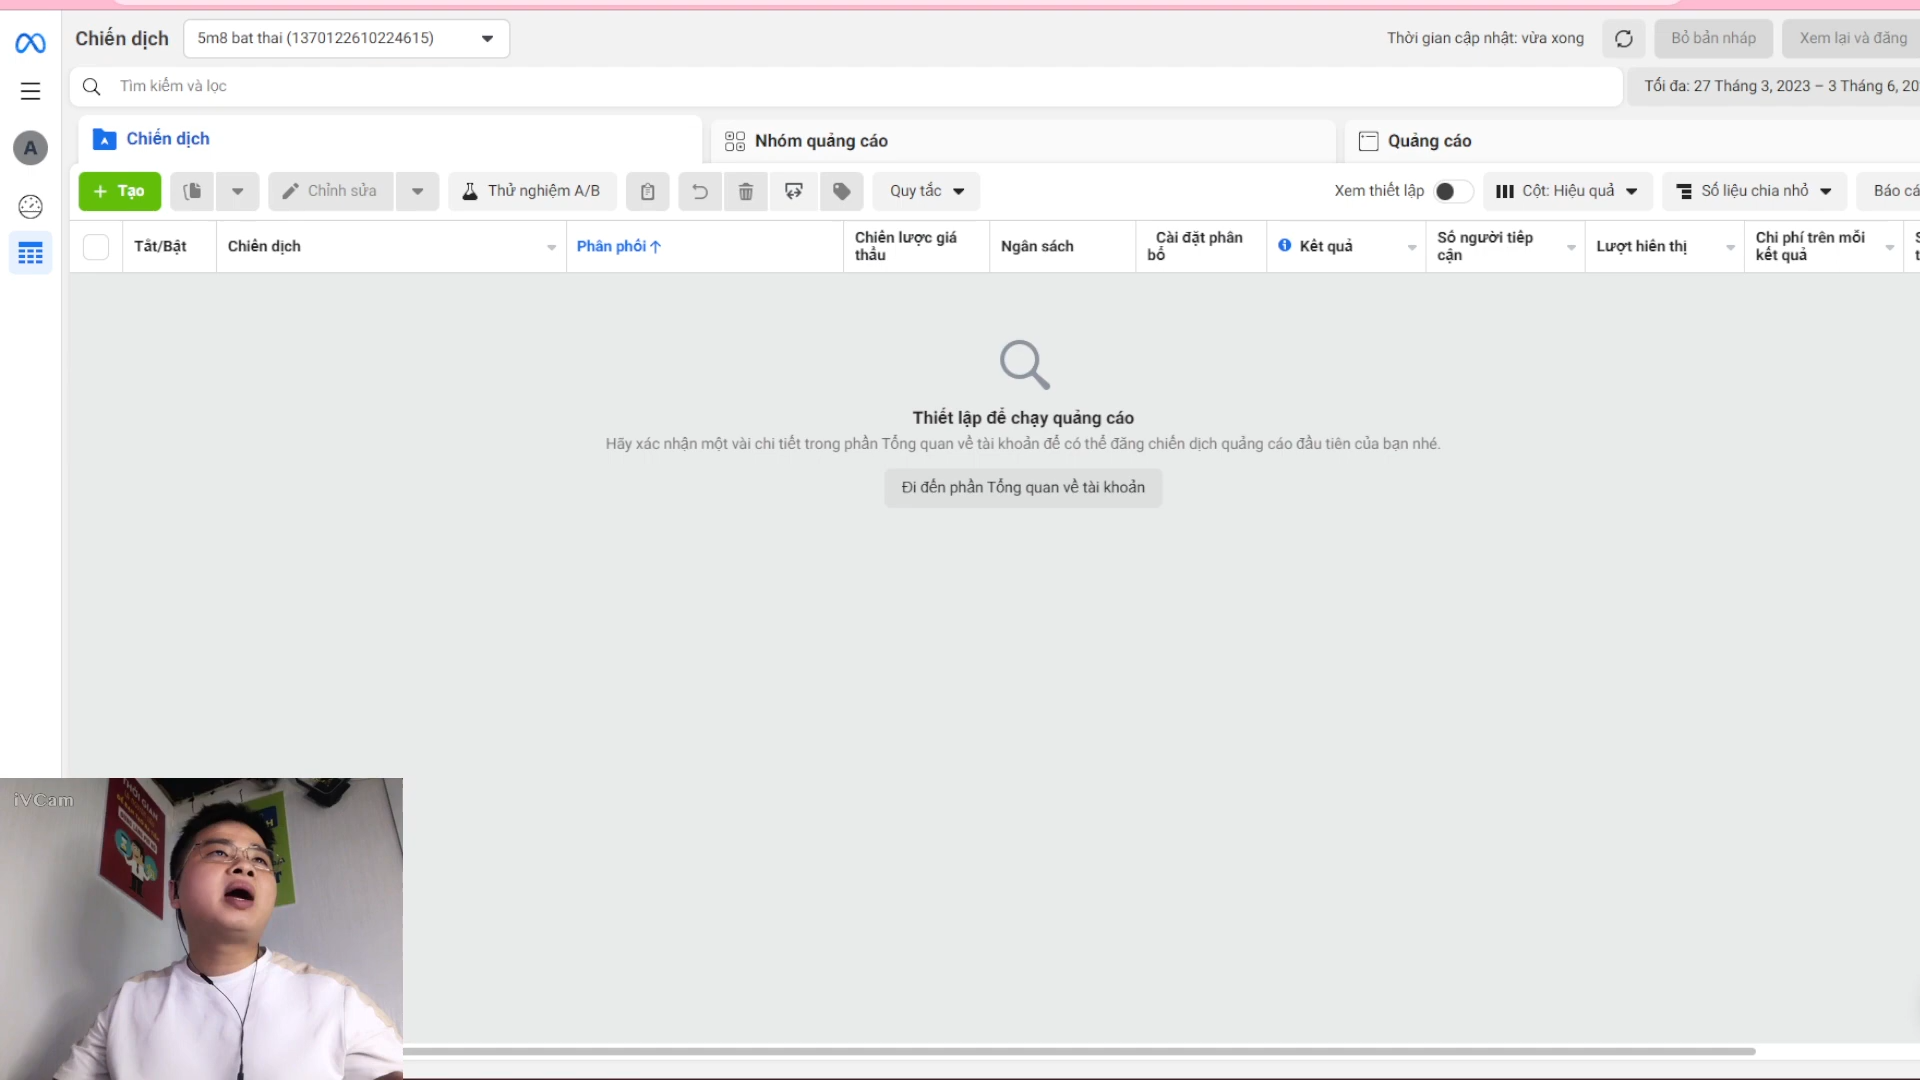 Chiến dịch
5m8 bat thai (1370122610224615)
Thời gian cập nhật: vừa xong
Bỏ bản nháp
Xem lại và đăng
Tìm kiếm và lọc
Tối đa: 27 Tháng 3, 2023 – 3 Tháng 6, 20
Chiến dịch
Nhóm quảng cáo
Quảng cáo
A
+ Tạo
Chỉnh sửa
Thử nghiệm A/B
Quy tắc
Xem thiết lập
Cột: Hiệu quả
Số liệu chia nhỏ
Báo cá
Tắt/Bật
Chiến dịch
Phân phối ↑
Chiến lược giá
thầu
Ngân sách
Cài đặt phân
bổ
Kết quả
Số người tiếp
cận
Lượt hiển thị
Chi phí trên mỗi
kết quả
Thiết lập để chạy quảng cáo
Hãy xác nhận một vài chi tiết trong phần Tổng quan về tài khoản để có thể đăng chiến dịch quảng cáo đầu tiên của bạn nhé.
Đi đến phần Tổng quan về tài khoản
iVCam